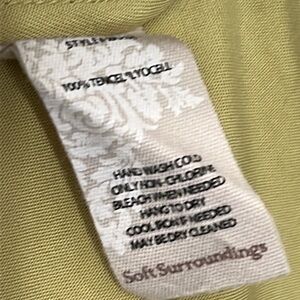 STYLE#
100% TENCEL® LYOCELL
HAND WASH COLD
ONLY NON-CHLORINE
BLEACH WHEN NEEDED
HANG TO DRY
COOL IRON IF NEEDED
MAY BE DRY CLEANED
Soft Surroundings